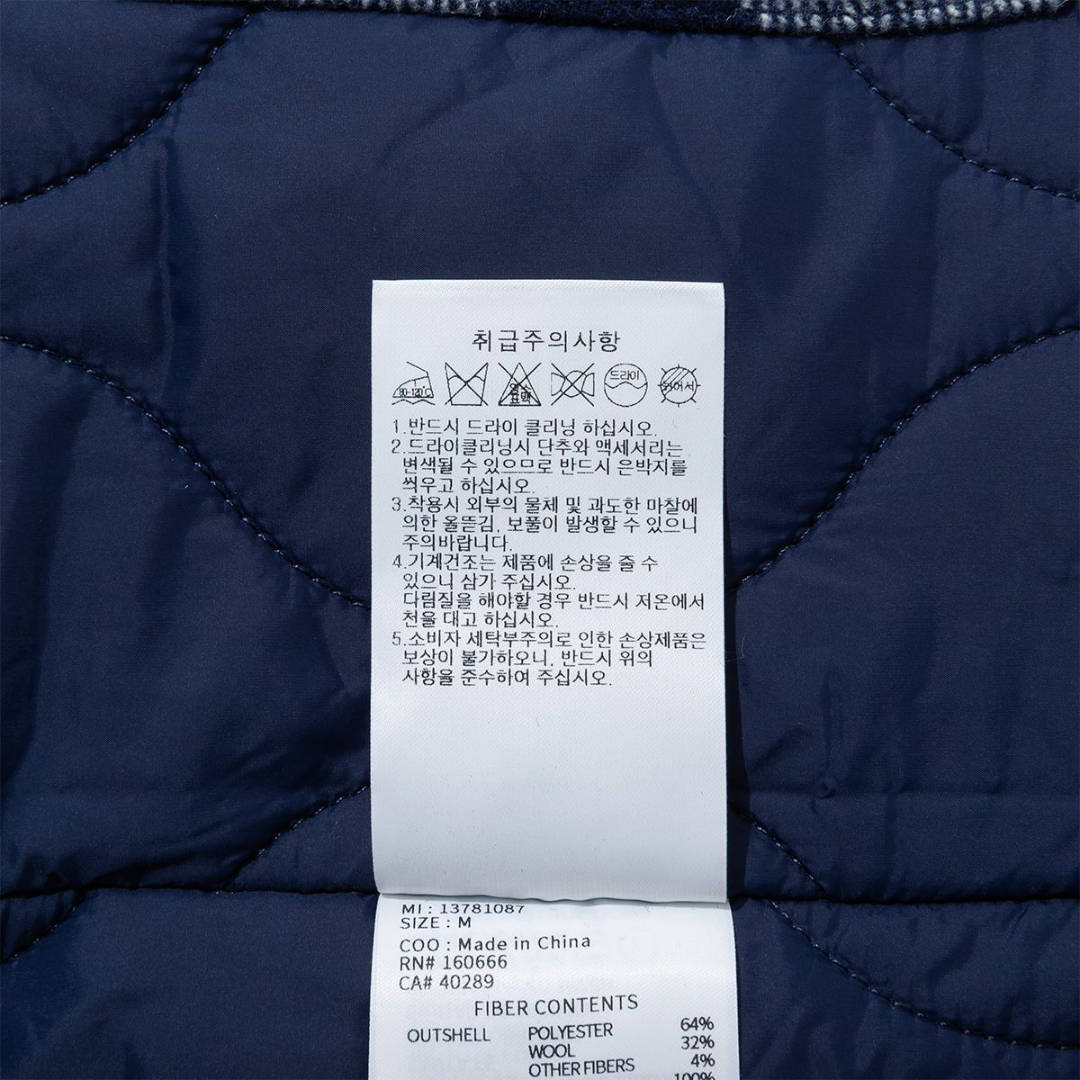 취급주의사항
80-120℃
염소
표백
드라이
뉘어서
1.반드시 드라이 클리닝 하십시오.
2.드라이클리닝시 단추와 액세서리는
변색될 수 있으므로 반드시 은박지를
씌우고 하십시오.
3.착용시 외부의 물체 및 과도한 마찰에
의한 올뜯김, 보풀이 발생할 수 있으니
주의바랍니다.
4.기계건조는 제품에 손상을 줄 수
있으니 삼가 주십시오.
다림질을 해야할 경우 반드시 저온에서
천을 대고 하십시오.
5.소비자 세탁부주의로 인한 손상제품은
보상이 불가하오니, 반드시 위의
사항을 준수하여 주십시오.
MI : 13781087
SIZE : M
COO : Made in China
RN# 160666
CA# 40289
FIBER CONTENTS
OUTSHELL POLYESTER 64%
WOOL 32%
OTHER FIBERS 4%
100%